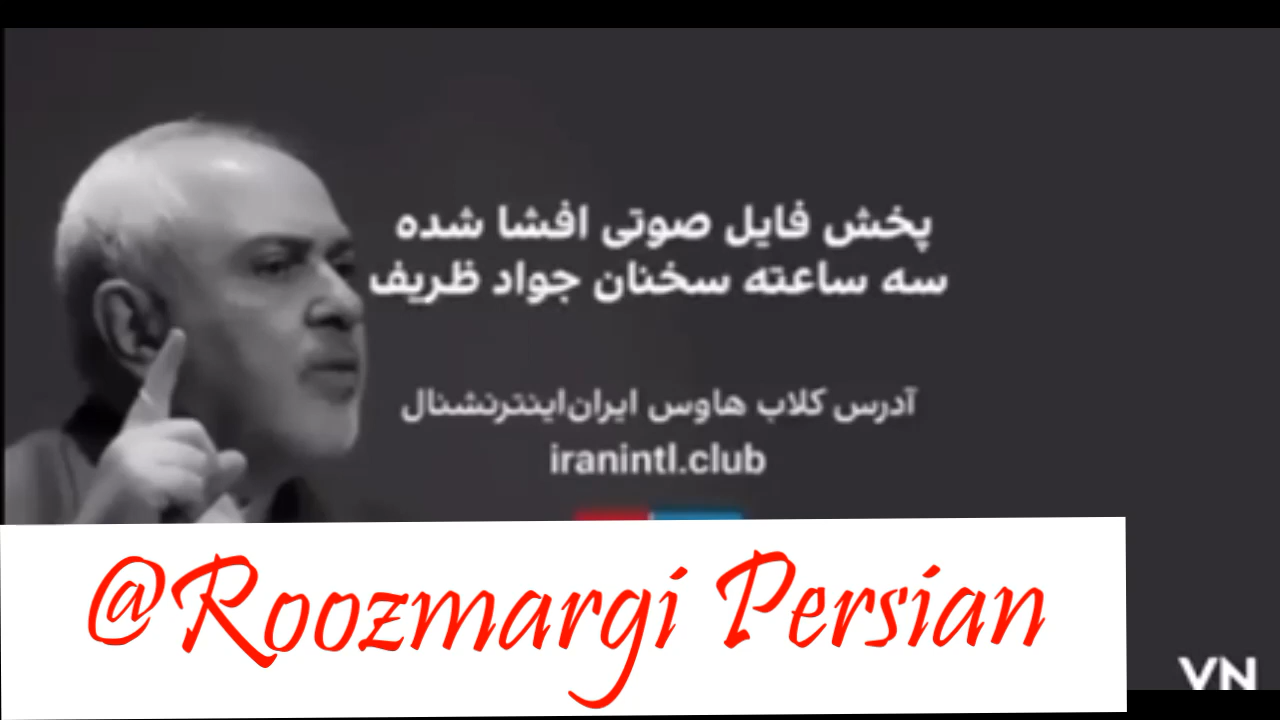 پخش فایل صوتی افشا شده
سه ساعته سخنان جواد ظریف
آدرس کلاب هاوس ایران‌اینترنشنال
iranintl.club
@Roozmargi Persian
VN